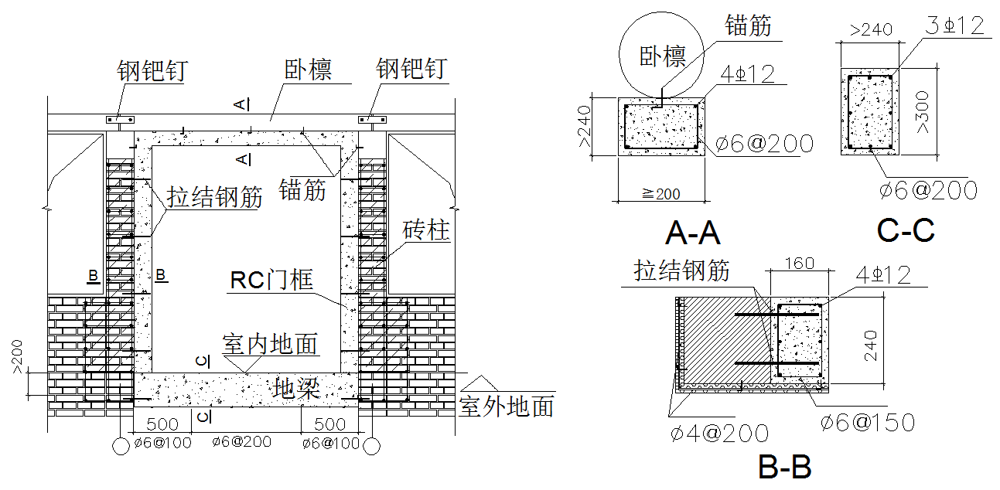 钢钯钉
卧檩
钢钯钉
A
A
锚筋
拉结钢筋
砖柱
B
B
RC门框
室内地面
C
>200
地梁
室外地面
C
500
500
ø6@100
ø6@200
ø6@100
卧檩
锚筋
4Φ12
>240
ø6@200
≧200
A-A
>240
3Φ12
>300
ø6@200
C-C
拉结钢筋
160
4Φ12
240
ø4@200
ø6@150
B-B